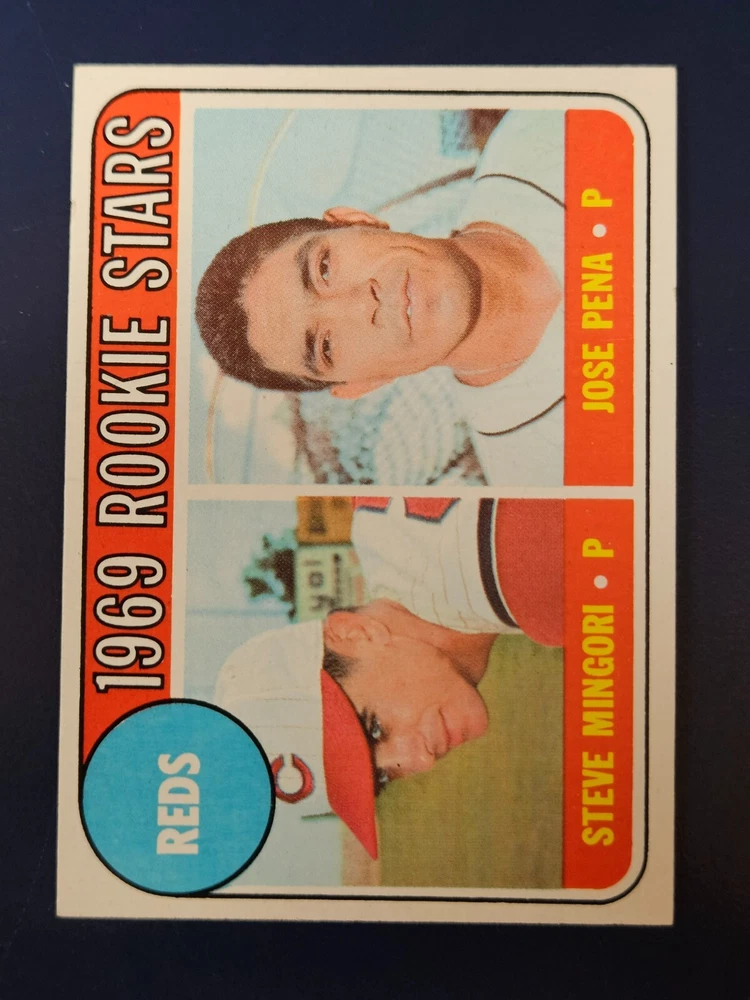 1969 ROOKIE STARS
REDS
STEVE MINGORI • P
JOSE PENA • P
C